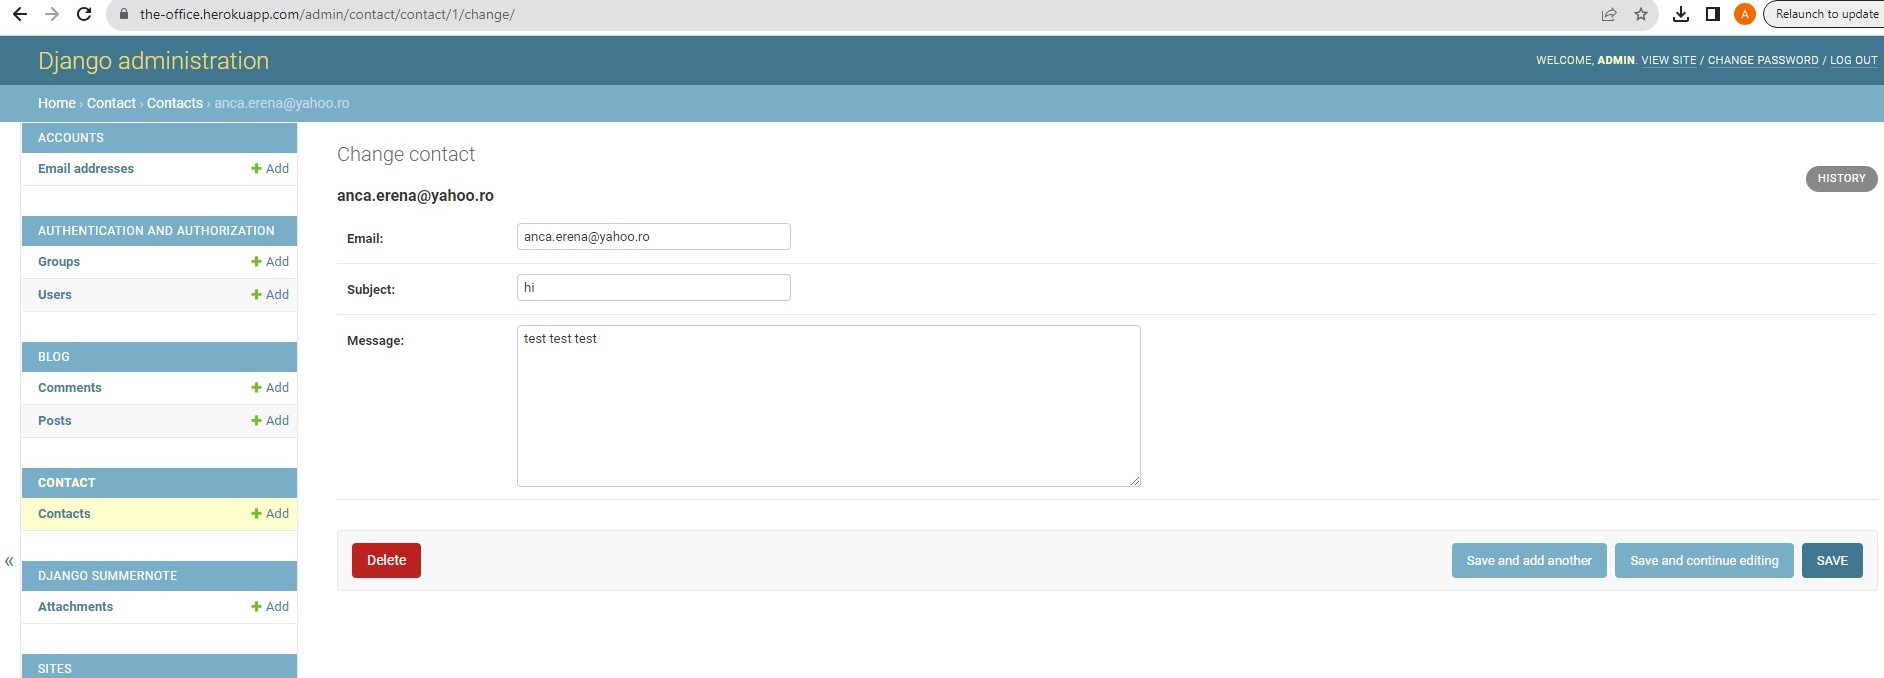 the-office.herokuapp.com/admin/contact/contact/1/change/
A
Relaunch to update
Django administration
WELCOME, ADMIN. VIEW SITE / CHANGE PASSWORD / LOG OUT
Home › Contact › Contacts › anca.erena@yahoo.ro
ACCOUNTS
Email addresses + Add
AUTHENTICATION AND AUTHORIZATION
Groups + Add
Users + Add
BLOG
Comments + Add
Posts + Add
CONTACT
Contacts + Add
«
DJANGO SUMMERNOTE
Attachments + Add
SITES
Change contact
HISTORY
anca.erena@yahoo.ro
Email: anca.erena@yahoo.ro
Subject: hi
Message: test test test
Delete
Save and add another
Save and continue editing
SAVE